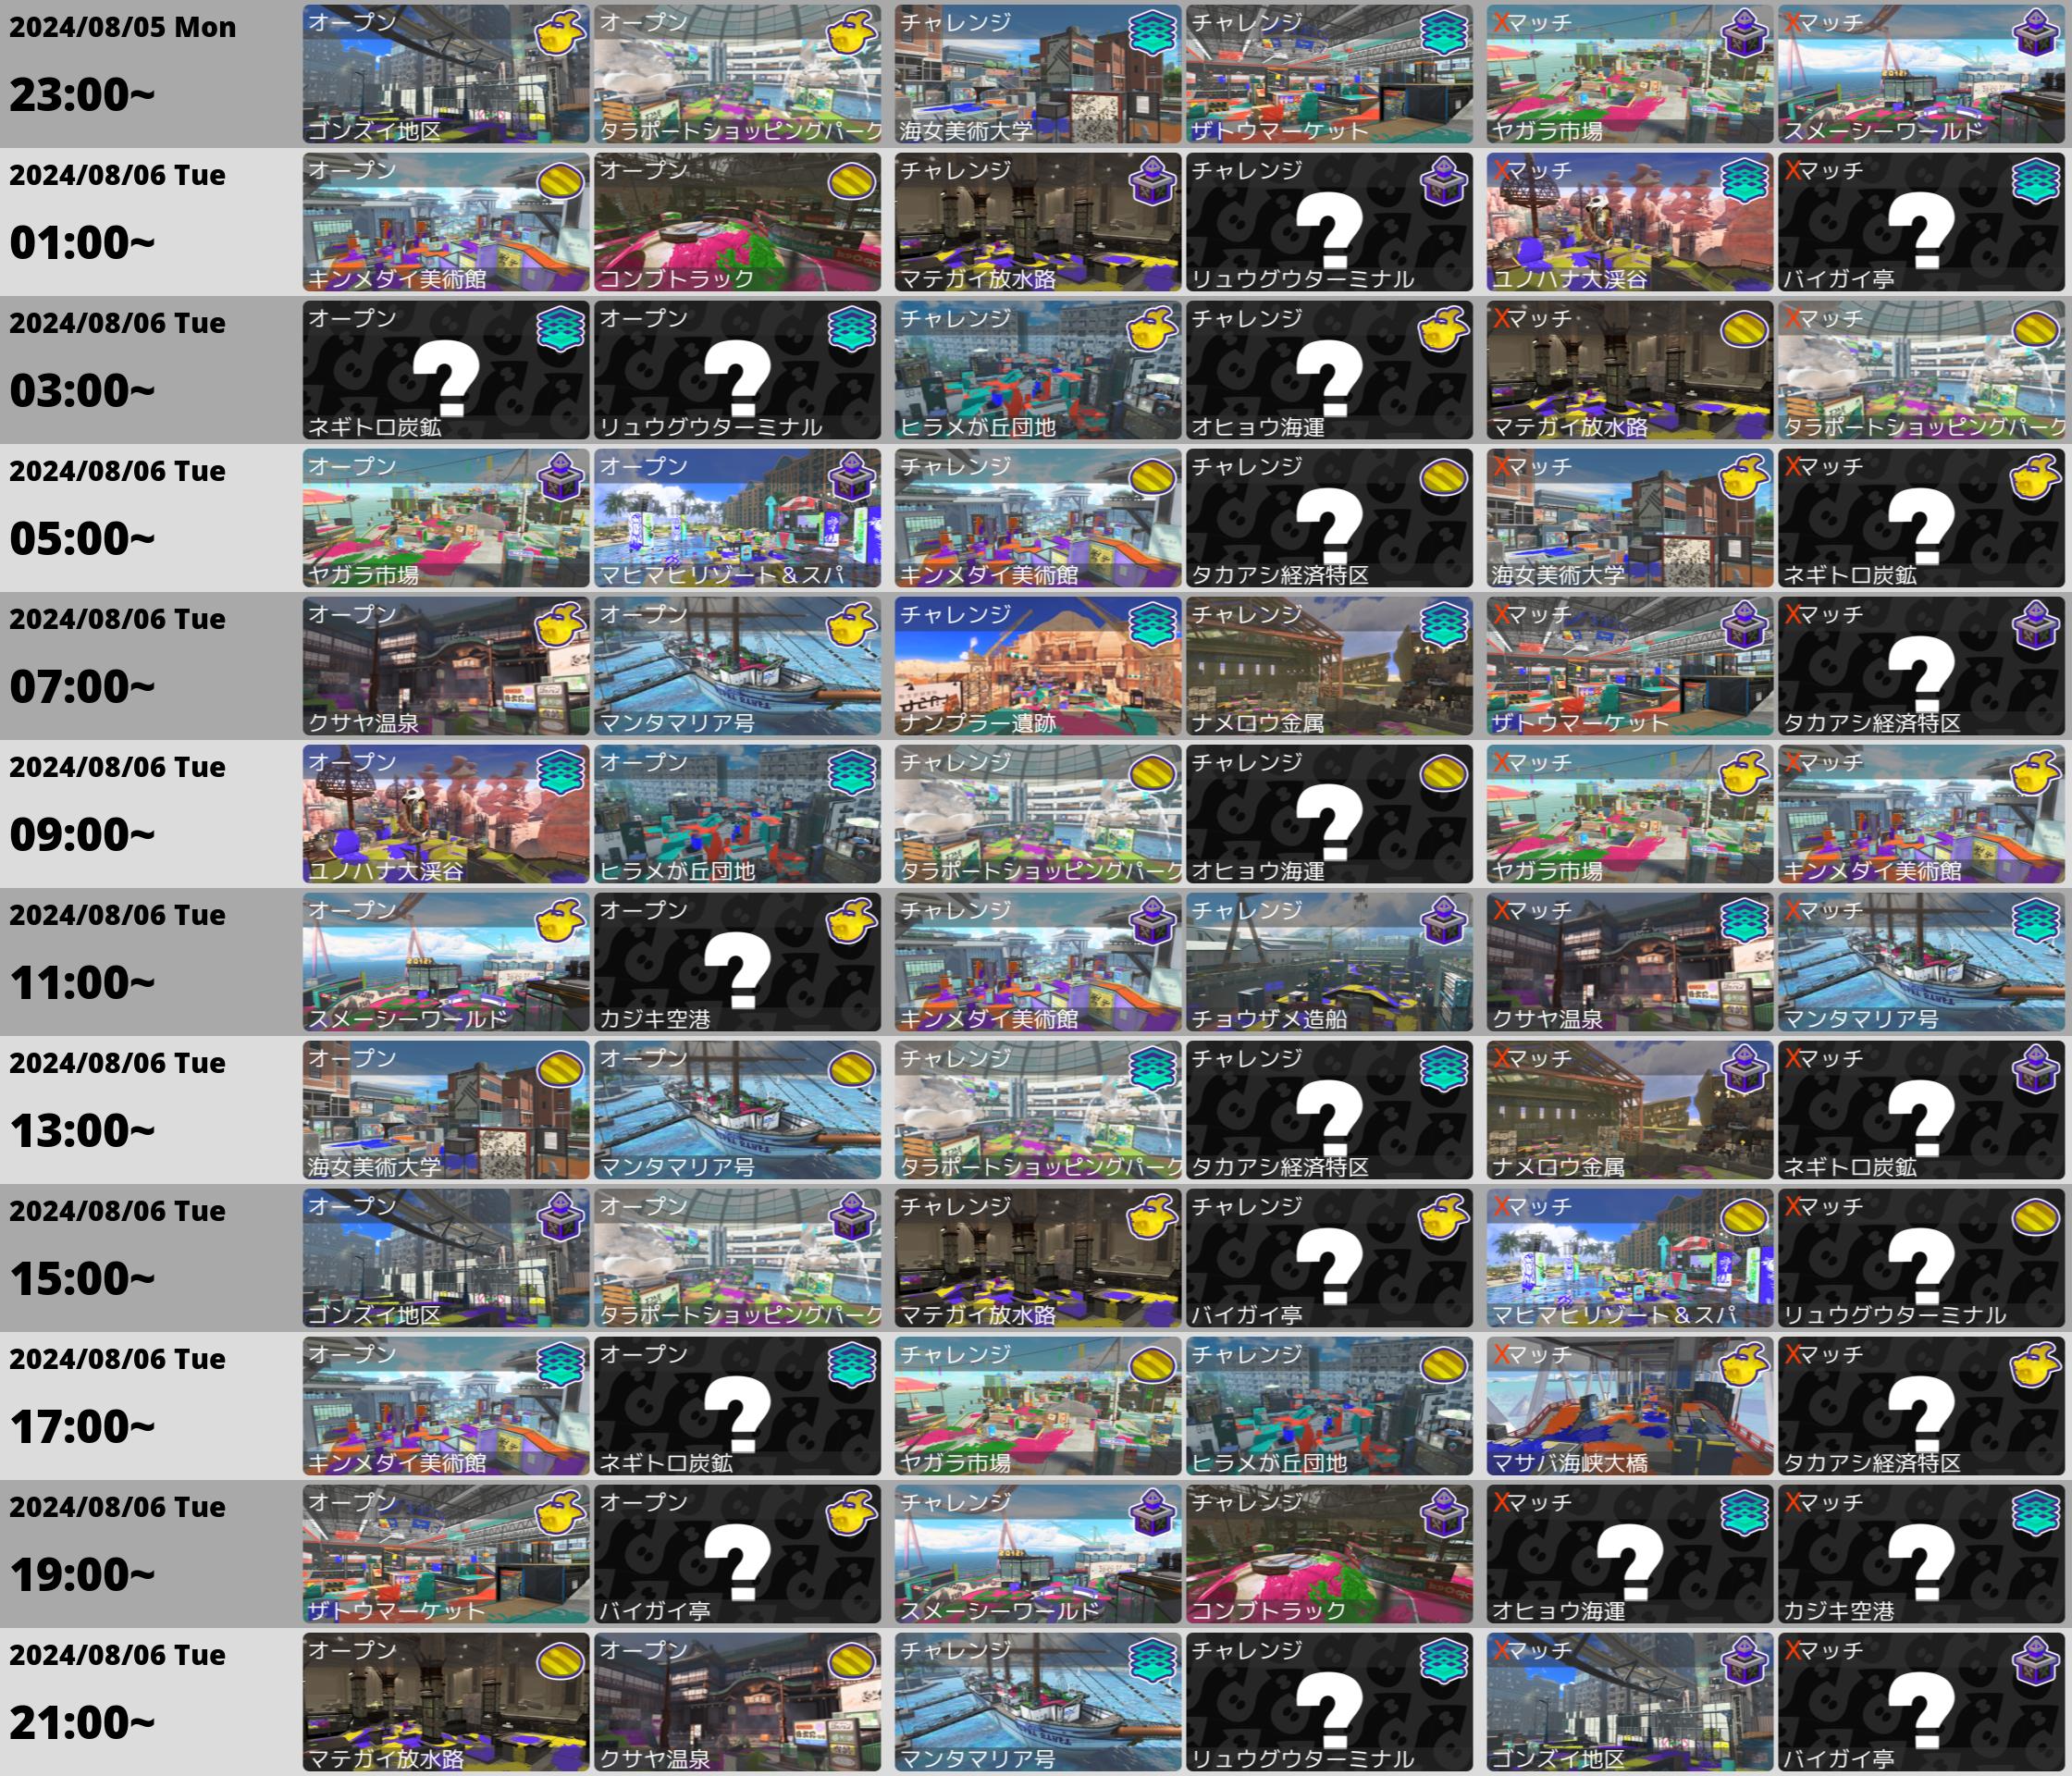 2024/08/05 Mon
23:00~
オープン オープン チャレンジ チャレンジ Xマッチ Xマッチ
ゴンズイ地区 タラポートショッピングパーク 海女美術大学 ザトウマーケット ヤガラ市場 スメーシーワールド
2024/08/06 Tue
01:00~
オープン オープン チャレンジ チャレンジ Xマッチ Xマッチ
?
?
キンメダイ美術館 コンブトラック マテガイ放水路 リュウグウターミナル ユノハナ大渓谷 バイガイ亭
2024/08/06 Tue
03:00~
オープン オープン チャレンジ チャレンジ Xマッチ Xマッチ
?
?
?
ネギトロ炭鉱 リュウグウターミナル ヒラメが丘団地 オヒョウ海運 マテガイ放水路 タラポートショッピングパーク
2024/08/06 Tue
05:00~
オープン オープン チャレンジ チャレンジ Xマッチ Xマッチ
?
?
ヤガラ市場 マヒマヒリゾート＆スパ キンメダイ美術館 タカアシ経済特区 海女美術大学 ネギトロ炭鉱
2024/08/06 Tue
07:00~
オープン オープン チャレンジ チャレンジ Xマッチ Xマッチ
?
クサヤ温泉 マンタマリア号 ナンプラー遺跡 ナメロウ金属 ザトウマーケット タカアシ経済特区
2024/08/06 Tue
09:00~
オープン オープン チャレンジ チャレンジ Xマッチ Xマッチ
?
ユノハナ大渓谷 ヒラメが丘団地 タラポートショッピングパーク オヒョウ海運 ヤガラ市場 キンメダイ美術館
2024/08/06 Tue
11:00~
オープン オープン チャレンジ チャレンジ Xマッチ Xマッチ
?
スメーシーワールド カジキ空港 キンメダイ美術館 チョウザメ造船 クサヤ温泉 マンタマリア号
2024/08/06 Tue
13:00~
オープン オープン チャレンジ チャレンジ Xマッチ Xマッチ
?
?
海女美術大学 マンタマリア号 タラポートショッピングパーク タカアシ経済特区 ナメロウ金属 ネギトロ炭鉱
2024/08/06 Tue
15:00~
オープン オープン チャレンジ チャレンジ Xマッチ Xマッチ
?
?
ゴンズイ地区 タラポートショッピングパーク マテガイ放水路 バイガイ亭 マヒマヒリゾート＆スパ リュウグウターミナル
2024/08/06 Tue
17:00~
オープン オープン チャレンジ チャレンジ Xマッチ Xマッチ
?
?
キンメダイ美術館 ネギトロ炭鉱 ヤガラ市場 ヒラメが丘団地 マサバ海峡大橋 タカアシ経済特区
2024/08/06 Tue
19:00~
オープン オープン チャレンジ チャレンジ Xマッチ Xマッチ
?
?
?
ザトウマーケット バイガイ亭 スメーシーワールド コンブトラック オヒョウ海運 カジキ空港
2024/08/06 Tue
21:00~
オープン オープン チャレンジ チャレンジ Xマッチ Xマッチ
?
?
マテガイ放水路 クサヤ温泉 マンタマリア号 リュウグウターミナル ゴンズイ地区 バイガイ亭